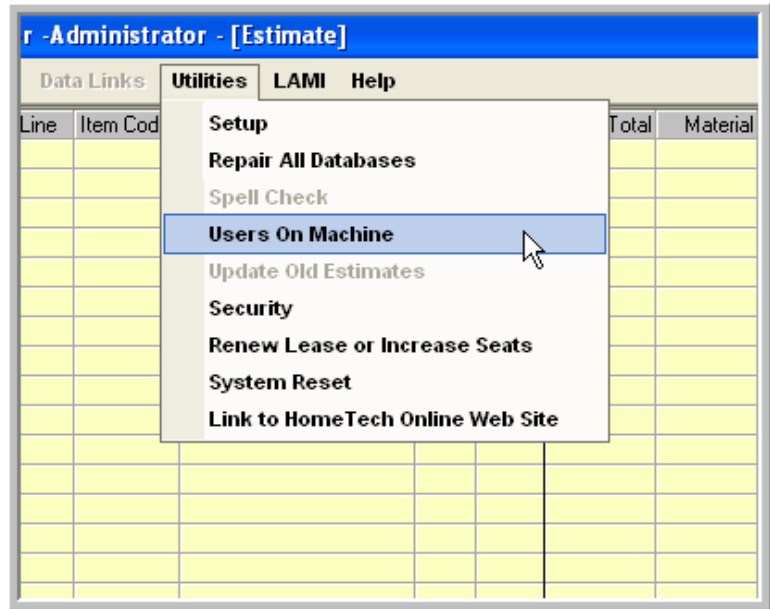 r -Administrator - [Estimate]
Data Links Utilities LAMI Help
Line Item Cod Total Material
Setup
Repair All Databases
Spell Check
Users On Machine
Update Old Estimates
Security
Renew Lease or Increase Seats
System Reset
Link to HomeTech Online Web Site